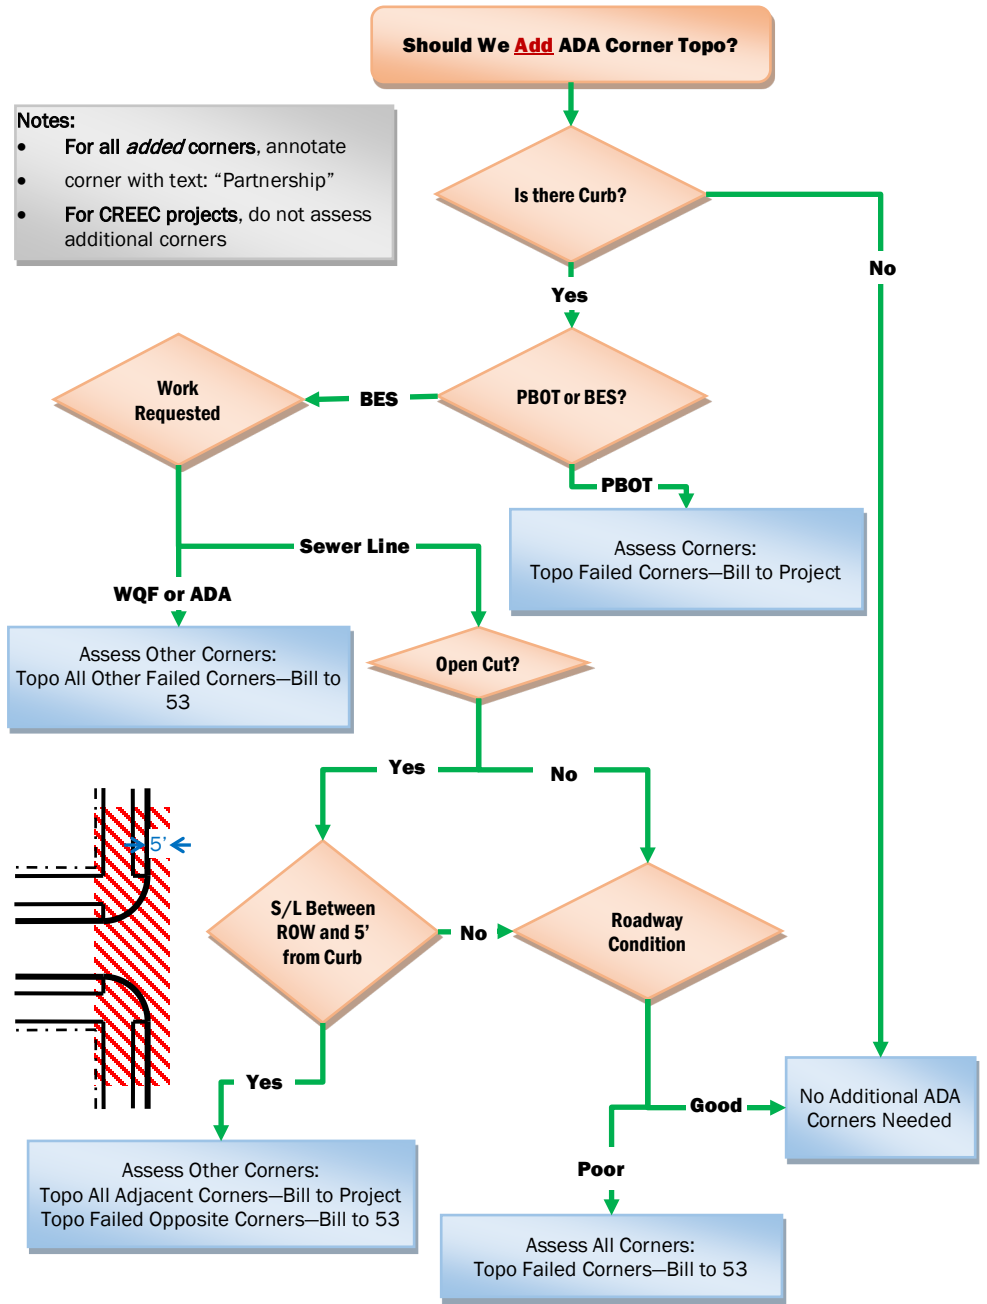 Should We Add ADA Corner Topo?
Notes:
• For all added corners, annotate
• corner with text: “Partnership”
• For CREEC projects, do not assess
additional corners
Is there Curb?
No
Yes
Work
Requested
BES
PBOT or BES?
PBOT
Assess Corners:
Topo Failed Corners—Bill to Project
Sewer Line
WQF or ADA
Assess Other Corners:
Topo All Other Failed Corners—Bill to
53
Open Cut?
Yes
No
5’
S/L Between
ROW and 5’
from Curb
No
Roadway
Condition
Yes
Good
No Additional ADA
Corners Needed
Poor
Assess Other Corners:
Topo All Adjacent Corners—Bill to Project
Topo Failed Opposite Corners—Bill to 53
Assess All Corners:
Topo Failed Corners—Bill to 53